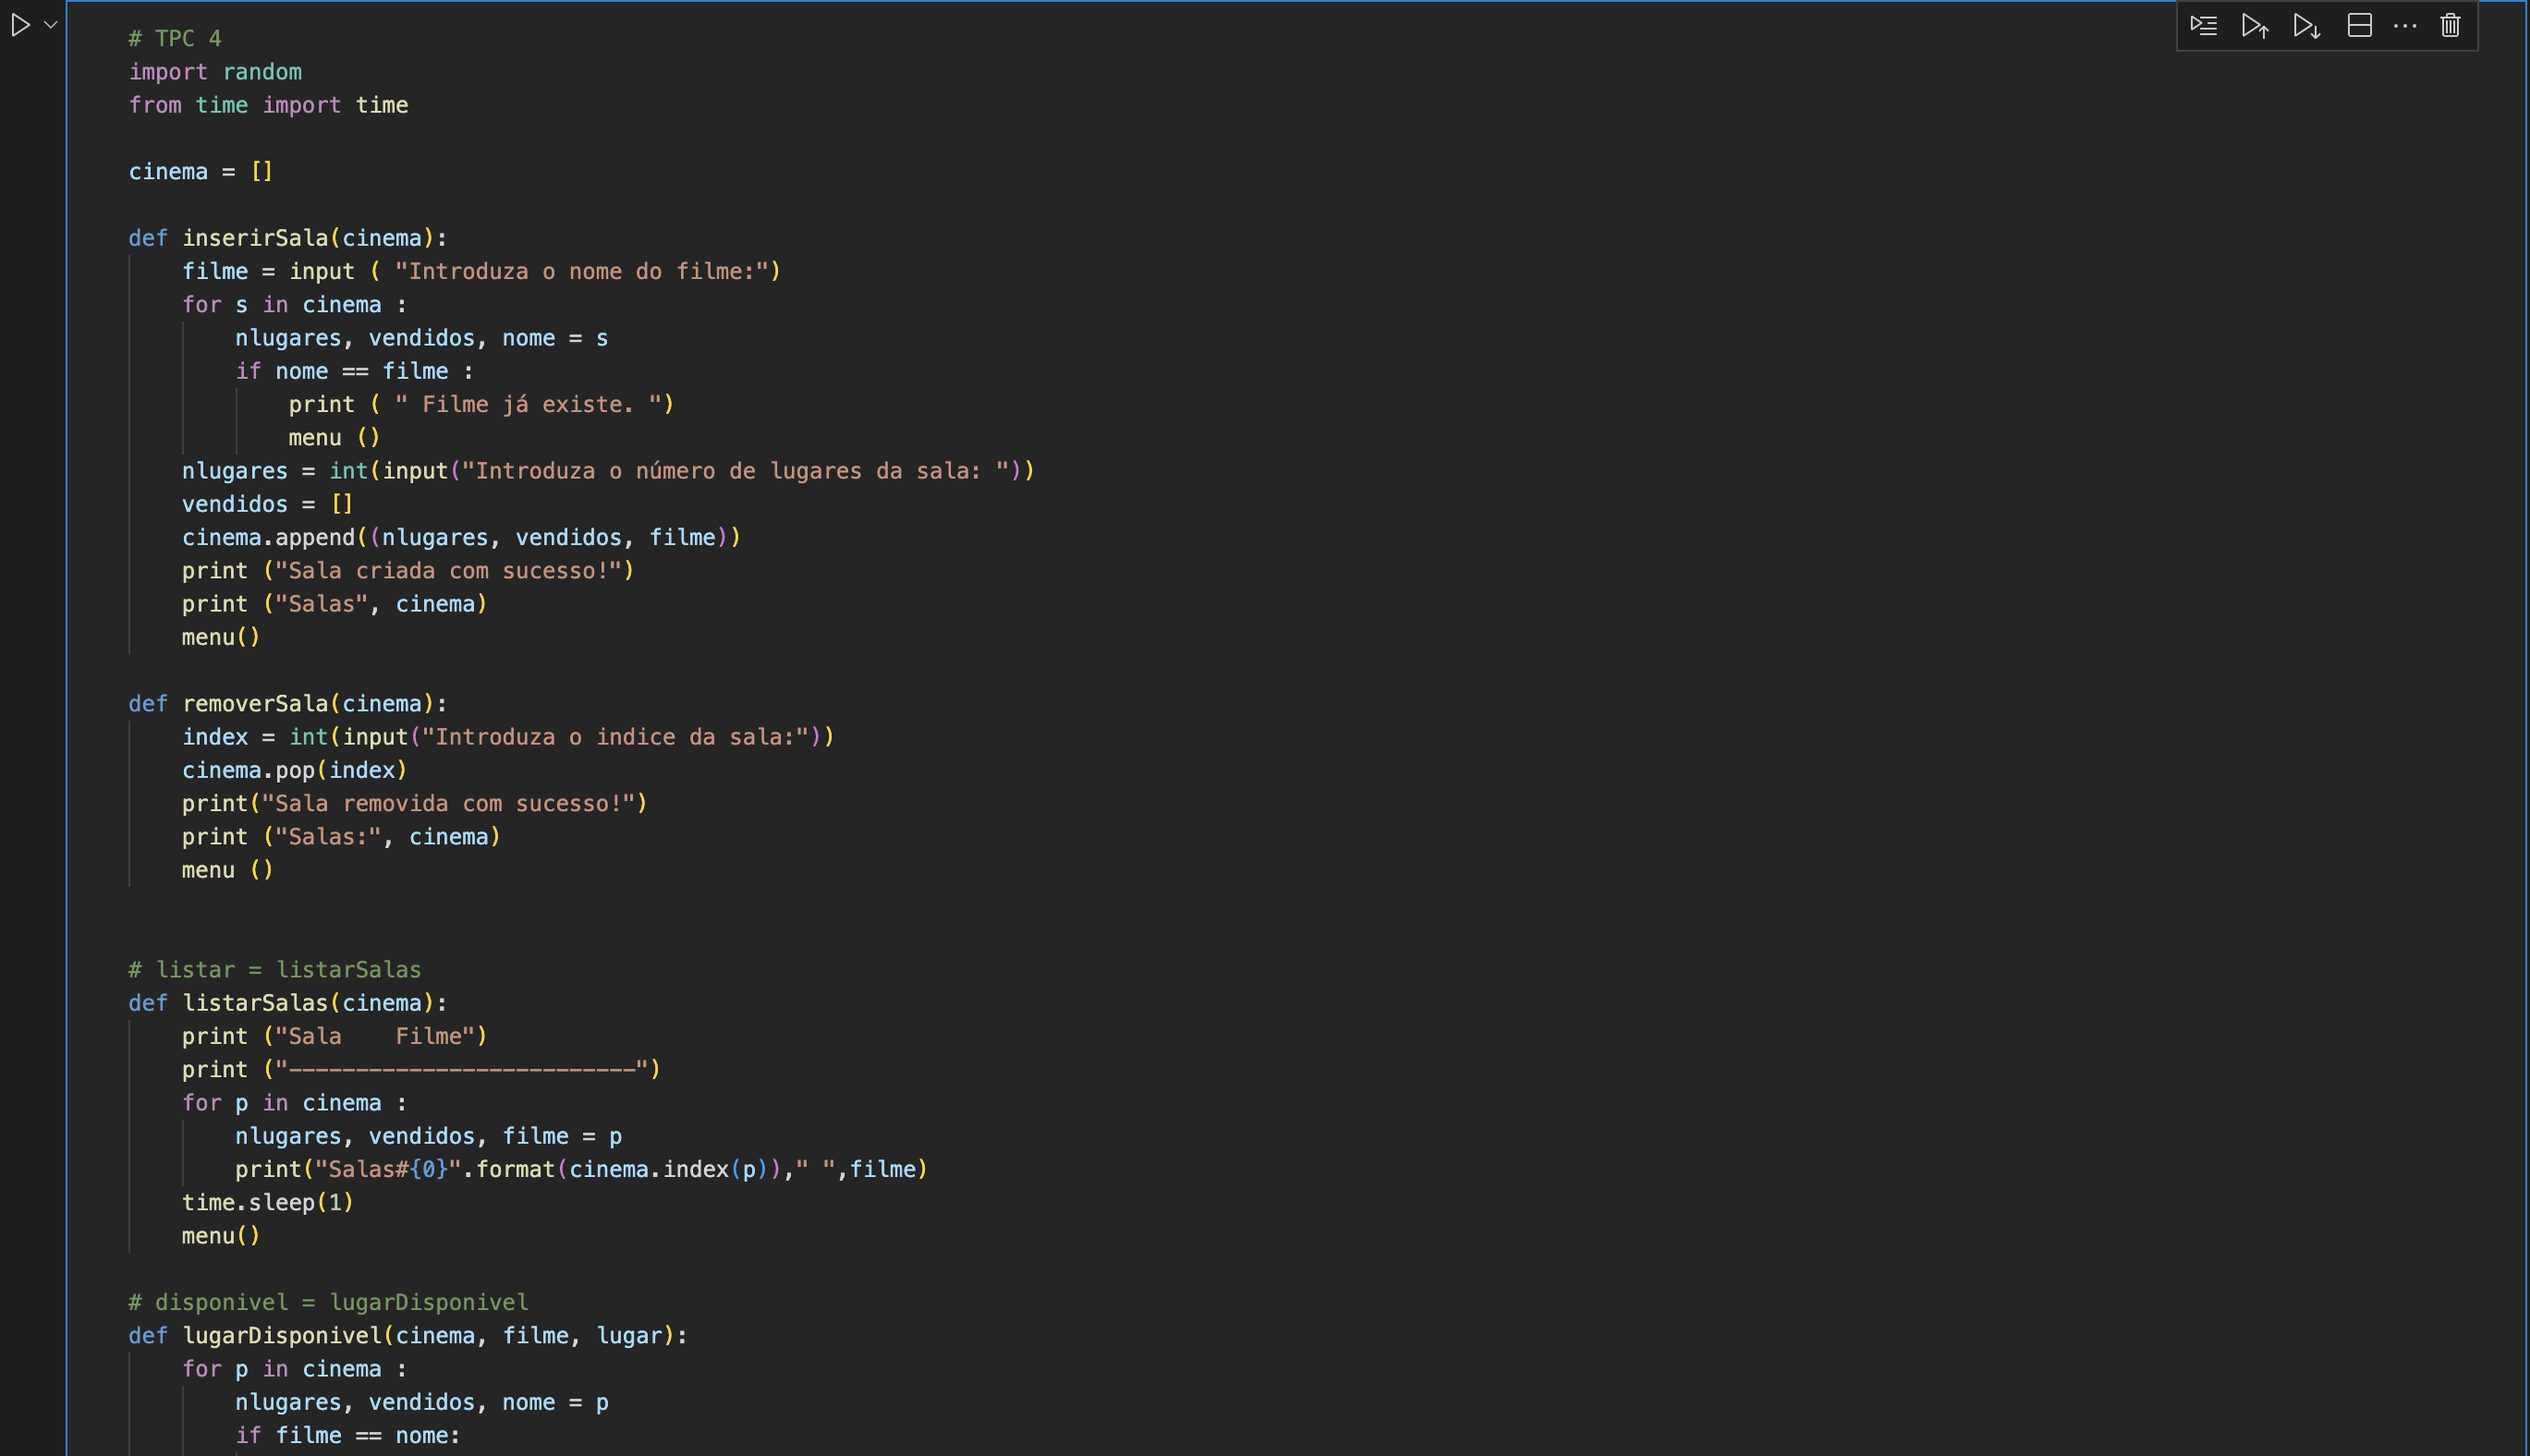 # TPC 4
import random
from time import time

cinema = []

def inserirSala(cinema):
    filme = input ( "Introduza o nome do filme:")
    for s in cinema :
        nlugares, vendidos, nome = s
        if nome == filme :
            print ( " Filme já existe. ")
            menu ()
    nlugares = int(input("Introduza o número de lugares da sala: "))
    vendidos = []
    cinema.append((nlugares, vendidos, filme))
    print ("Sala criada com sucesso!")
    print ("Salas", cinema)
    menu()

def removerSala(cinema):
    index = int(input("Introduza o indice da sala:"))
    cinema.pop(index)
    print("Sala removida com sucesso!")
    print ("Salas:", cinema)
    menu ()


# listar = listarSalas
def listarSalas(cinema):
    print ("Sala    Filme")
    print ("--------------------------")
    for p in cinema :
        nlugares, vendidos, filme = p
        print("Salas#{0}".format(cinema.index(p))," ",filme)
    time.sleep(1)
    menu()

# disponivel = lugarDisponivel
def lugarDisponivel(cinema, filme, lugar):
    for p in cinema :
        nlugares, vendidos, nome = p
        if filme == nome: